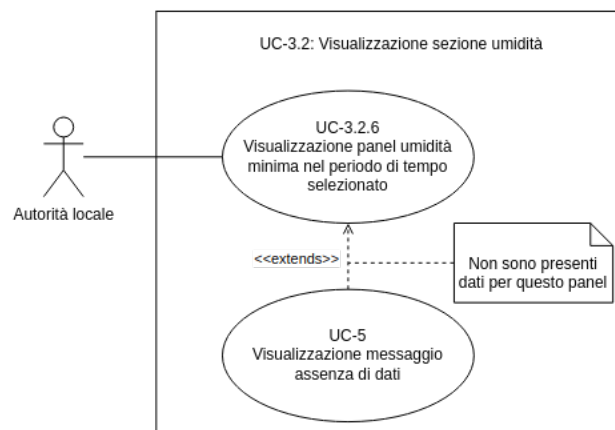 UC-3.2: Visualizzazione sezione umidità
UC-3.2.6
Visualizzazione panel umidità
minima nel periodo di tempo
selezionato
Autorità locale
<<extends>>
Non sono presenti
dati per questo panel
UC-5
Visualizzazione messaggio
assenza di dati